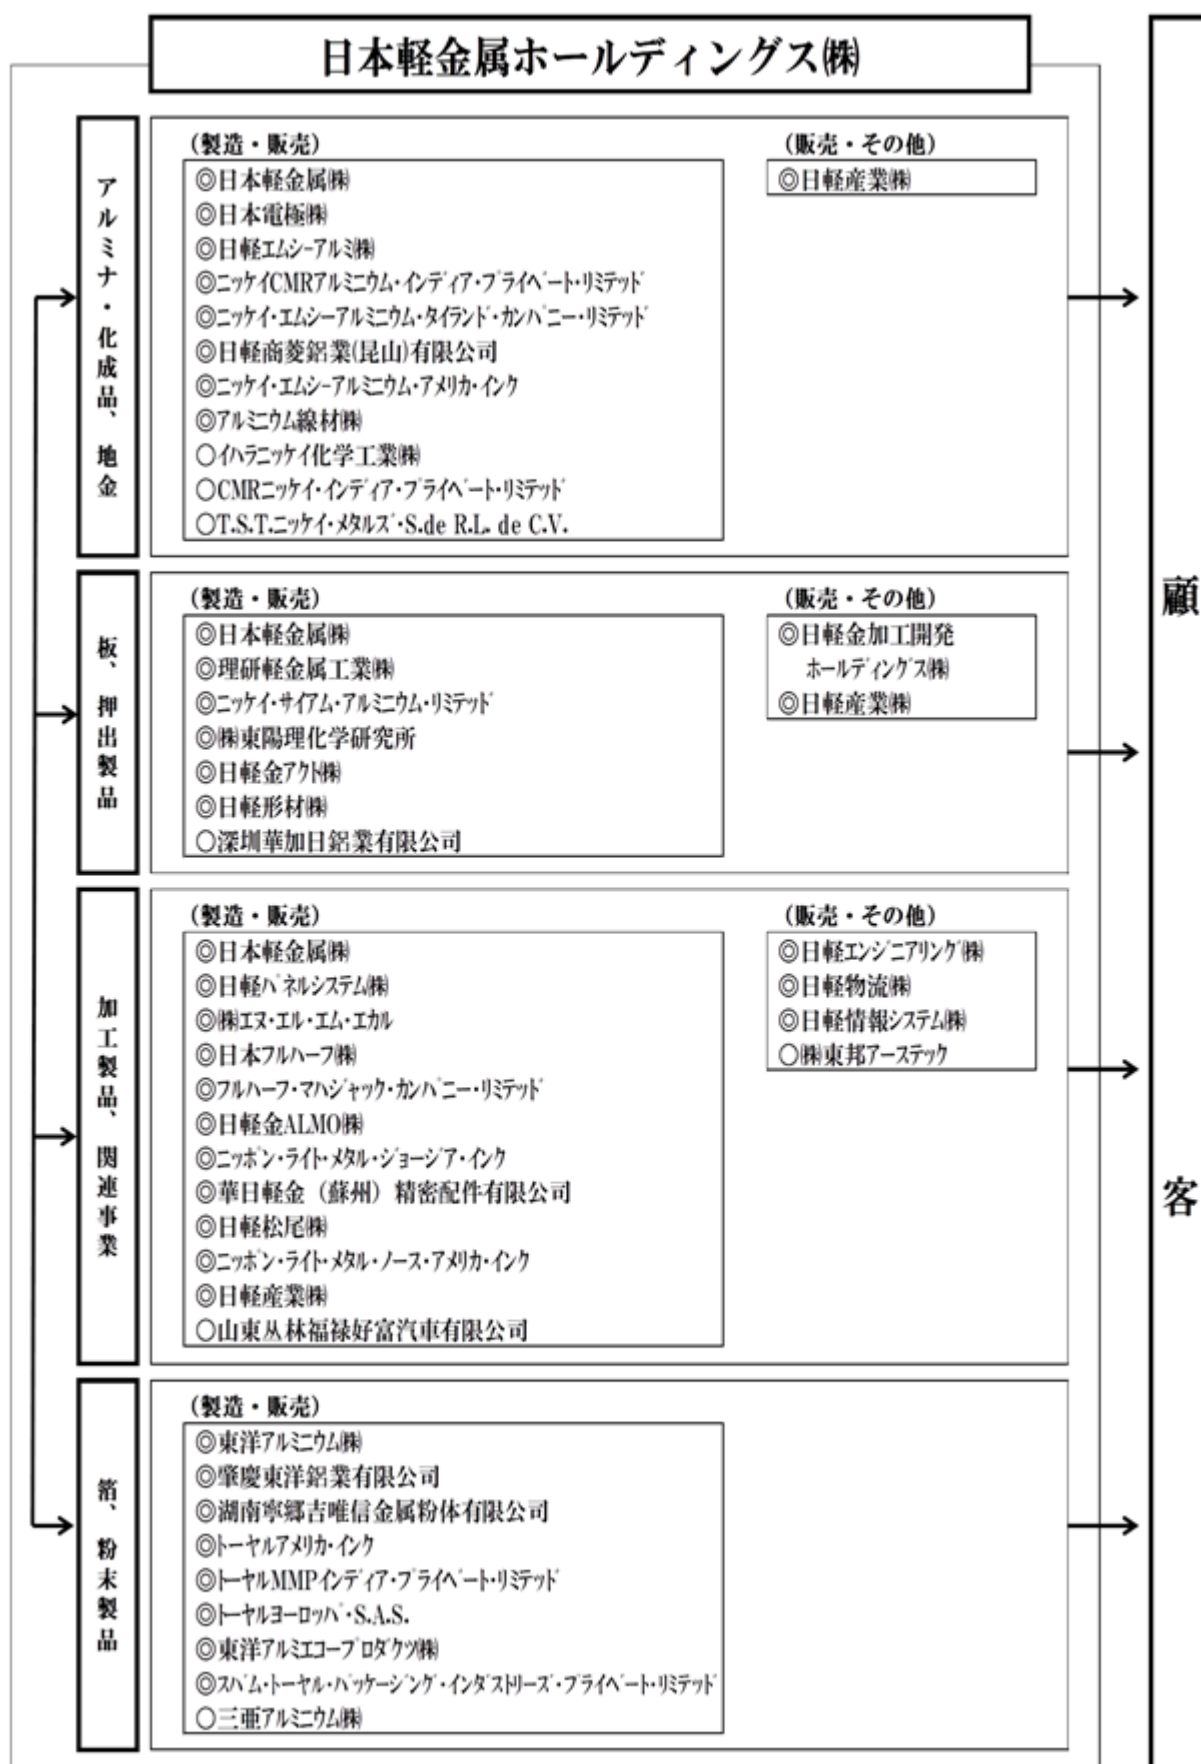 日本軽金属ホールディングス㈱
アルミナ・化成品、地金
(製造・販売)
◎日本軽金属㈱
◎日本電極㈱
◎日軽エムシーアルミ㈱
◎ニッケイCMRアルミニウム・インディア・プライベート・リミテッド
◎ニッケイ・エムシーアルミニウム・タイランド・カンパニー・リミテッド
◎日軽商菱鋁業(昆山)有限公司
◎ニッケイ・エムシーアルミニウム・アメリカ・インク
◎アルミニウム線材㈱
○イハラニッケイ化学工業㈱
○CMRニッケイ・インディア・プライベート・リミテッド
○T.S.T.ニッケイ・メタルズ・S.de R.L. de C.V.
(販売・その他)
◎日軽産業㈱
板、押出製品
(製造・販売)
◎日本軽金属㈱
◎理研軽金属工業㈱
◎ニッケイ・サイアム・アルミニウム・リミテッド
◎㈱東陽理化学研究所
◎日軽金アクト㈱
◎日軽形材㈱
○深圳華加日鋁業有限公司
(販売・その他)
◎日軽金加工開発
ホールディングス㈱
◎日軽産業㈱
加工製品、関連事業
(製造・販売)
◎日本軽金属㈱
◎日軽パネルシステム㈱
◎㈱エヌ・エル・エム・エカル
◎日本フルハーフ㈱
◎フルハーフ・マハジャック・カンパニー・リミテッド
◎日軽金ALMO㈱
◎ニッポン・ライト・メタル・ジョージア・インク
◎華日軽金（蘇州）精密配件有限公司
◎日軽松尾㈱
◎ニッポン・ライト・メタル・ノース・アメリカ・インク
◎日軽産業㈱
○山東丛林福禄好富汽車有限公司
(販売・その他)
◎日軽エンジニアリング㈱
◎日軽物流㈱
◎日軽情報システム㈱
○㈱東邦アーステック
箔、粉末製品
(製造・販売)
◎東洋アルミニウム㈱
◎肇慶東洋鋁業有限公司
◎湖南寧郷吉唯信金属粉体有限公司
◎トーヤルアメリカ・インク
◎トーヤルMMPインディア・プライベート・リミテッド
◎トーヤルヨーロッパ・S.A.S.
◎東洋アルミエコープロダクツ㈱
◎スバム・トーヤル・パッケージング・インダストリーズ・プライベート・リミテッド
○三亜アルミニウム㈱
顧客